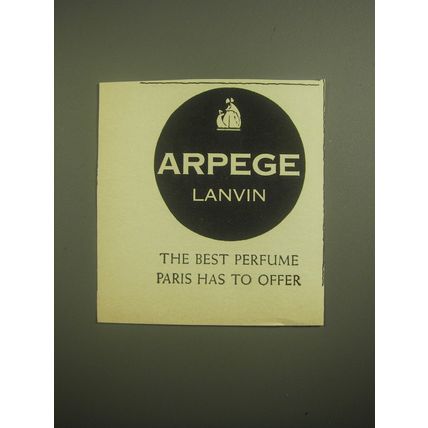 ARPEGE
LANVIN
THE BEST PERFUME
PARIS HAS TO OFFER